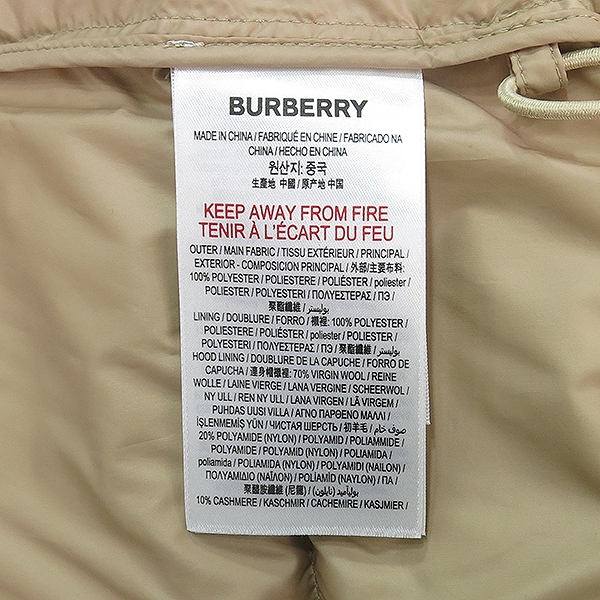 BURBERRY
MADE IN CHINA / FABRIQUÉ EN CHINE / FABRICADO NA
CHINA / HECHO EN CHINA
원산지: 중국
生產地 中國 / 原产地 中国
KEEP AWAY FROM FIRE
TENIR À L'ÉCART DU FEU
OUTER / MAIN FABRIC / TISSU EXTÉRIEUR / PRINCIPAL /
EXTERIOR - COMPOSICION PRINCIPAL / 外部/主要布料:
100% POLYESTER / POLIESTERE / POLIÉSTER / poliester /
POLIESTER / POLYESTERI / ΠΟΛΥΕΣΤΕΡΑΣ / ПЭ /
聚酯纖維 / بوليستر /
LINING / DOUBLURE / FORRO / 襯裡: 100% POLYESTER /
POLIESTERE / POLIÉSTER / poliester / POLIESTER /
POLYESTERI / ΠΟΛΥΕΣΤΕΡΑΣ / ПЭ / 聚酯纖維 / بوليستر /
HOOD LINING / DOUBLURE DE LA CAPUCHE / FORRO DE
CAPUCHA / 連身帽襯裡: 70% VIRGIN WOOL / REINE
WOLLE / LAINE VIERGE / LANA VERGINE / SCHEERWOL /
NY ULL / REN NY ULL / LANA VIRGEN / LÃ VIRGEM /
PUHDAS UUSI VILLA / ΑΓΝΟ ΠΑΡΘΕΝΟ ΜΑΛΛΙ /
İŞLENMEMİŞ YÜN / ЧИСТАЯ ШЕРСТЬ / 初羊毛 / صوف خام /
20% POLYAMIDE (NYLON) / POLYAMID / POLIAMMIDE /
POLYAMIDE / POLYAMID (NYLON) / POLIAMIDA /
poliamida / POLIAMIDA (NYLON) / POLYAMIDI (NAILON) /
ΠΟΛΥΑΜΙΔΙΟ (ΝΑΪΛΟΝ) / POLİAMİD (NYLON) / ПА /
聚醯胺纖維 (尼龍) / بولياميد (نايلون) /
10% CASHMERE / KASCHMIR / CACHEMIRE / KASJMIER /